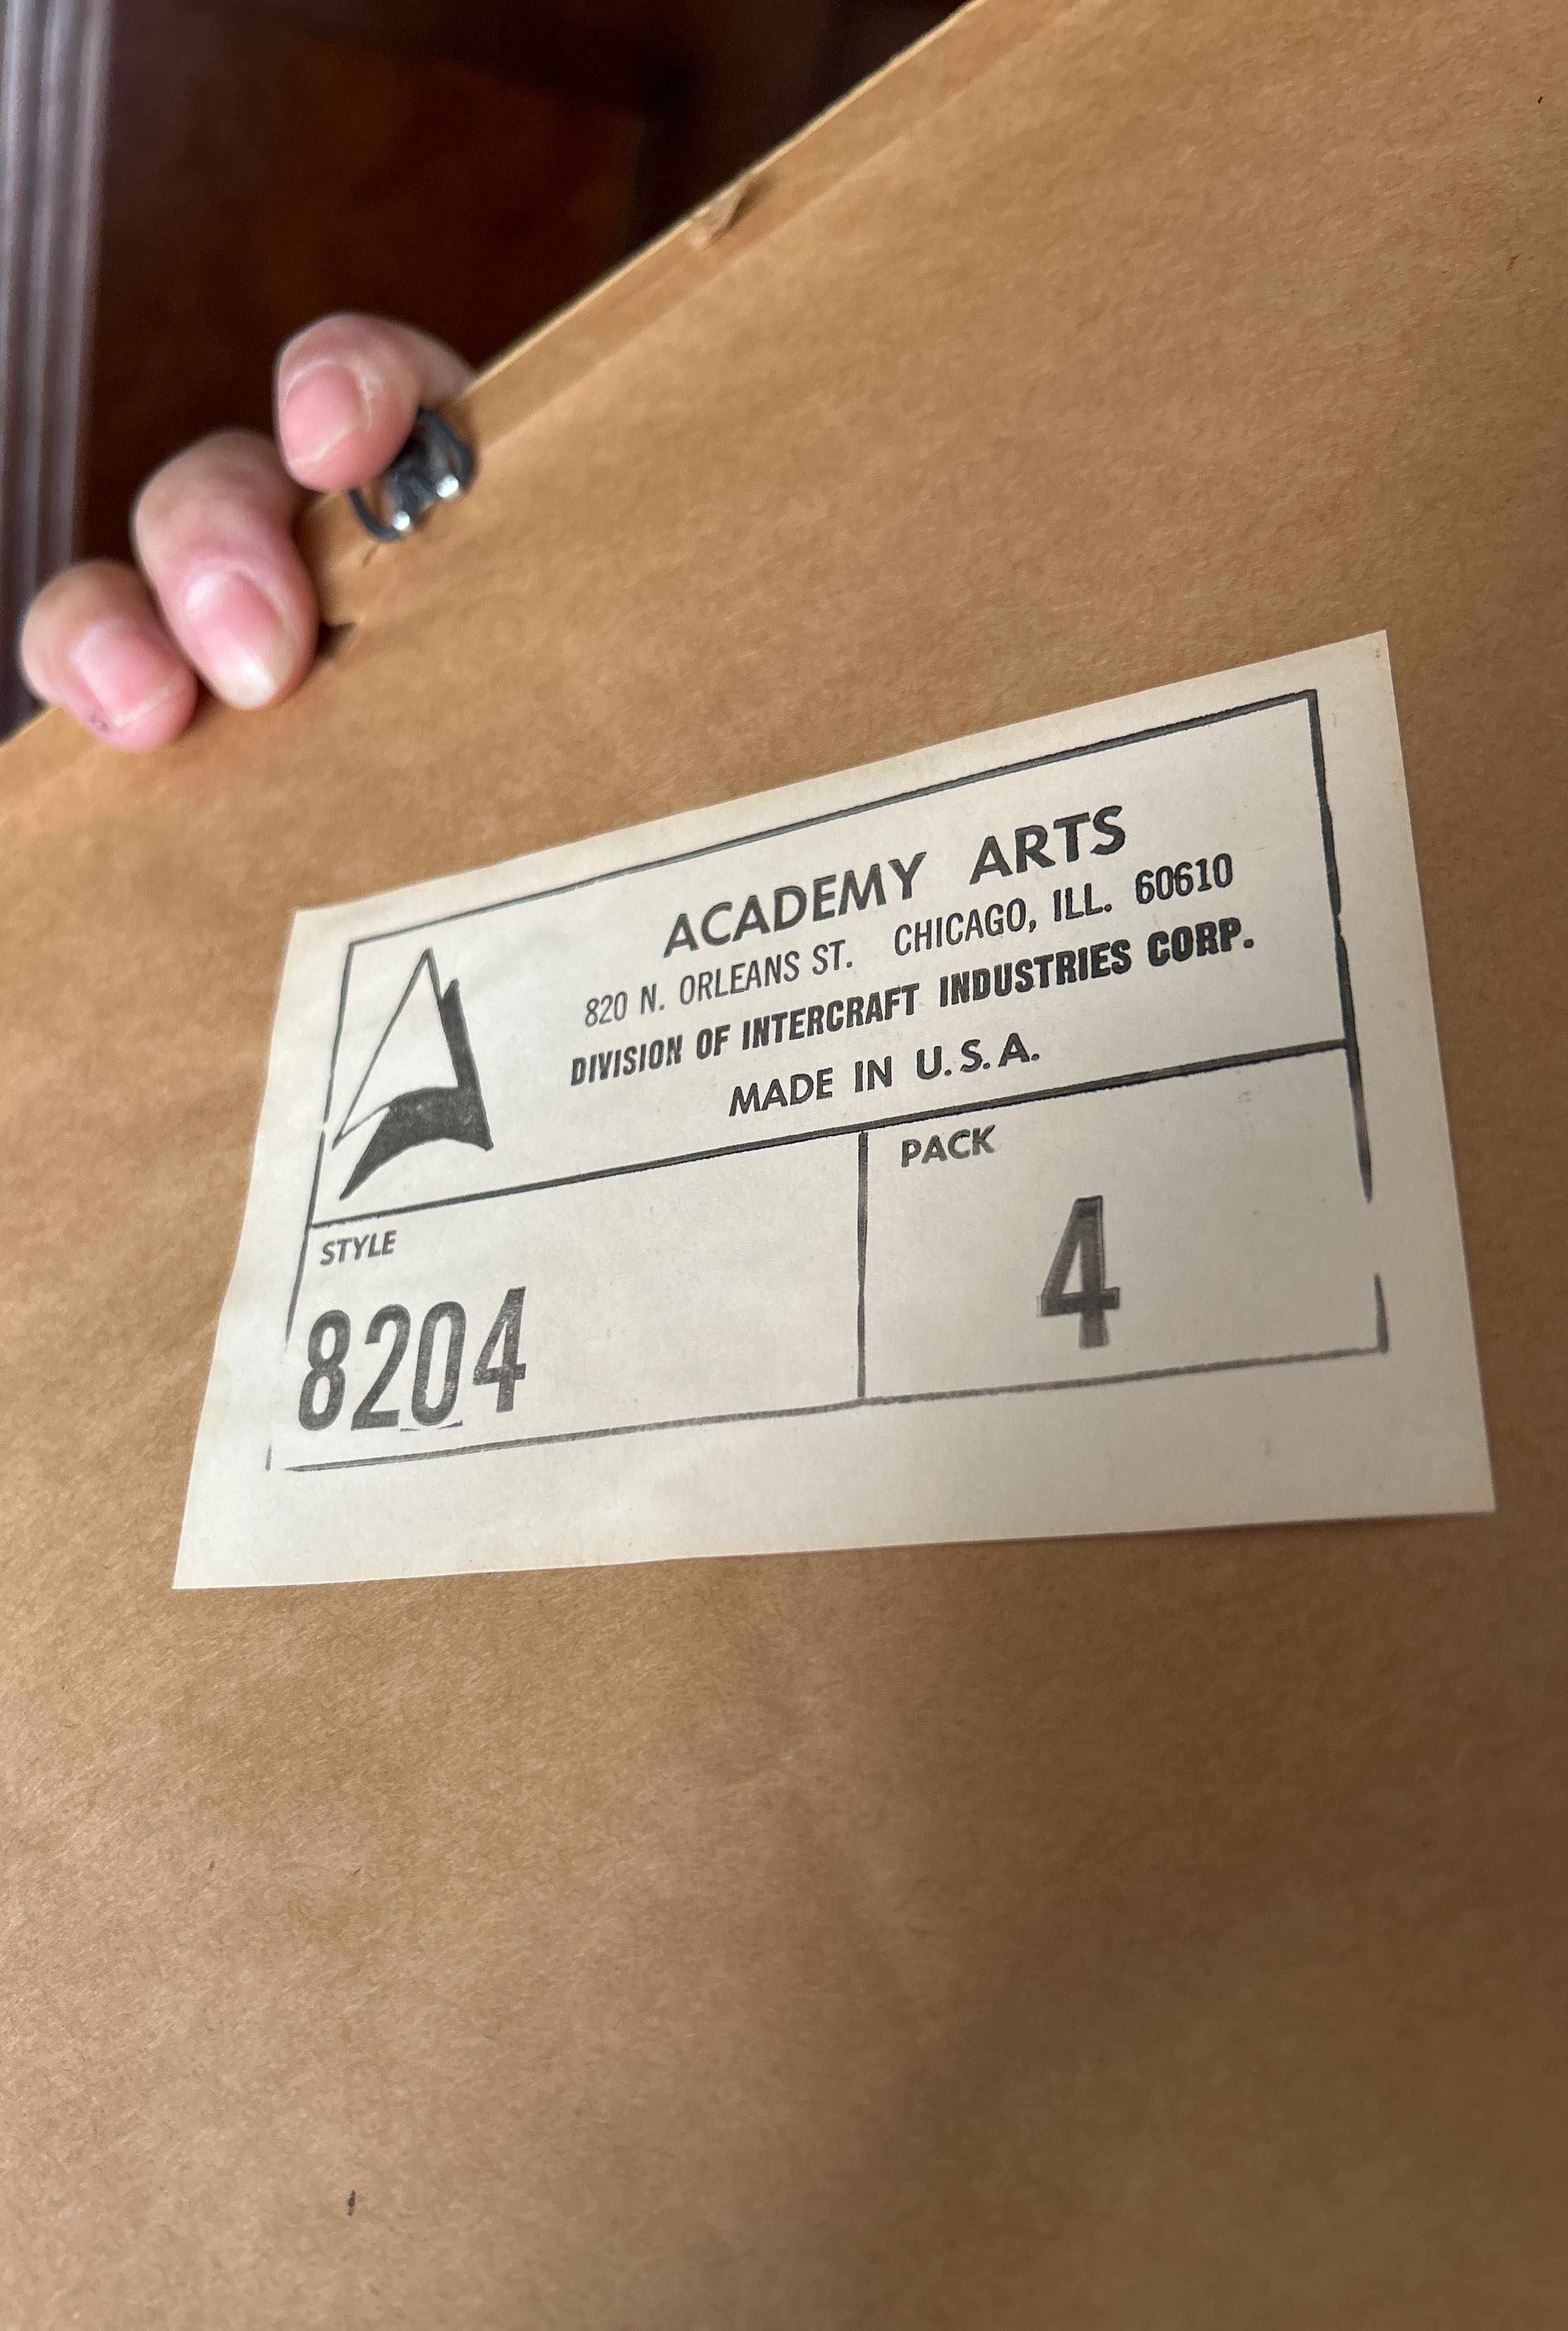 ACADEMY ARTS
820 N. ORLEANS ST. CHICAGO, ILL. 60610
DIVISION OF INTERCRAFT INDUSTRIES CORP.
MADE IN U.S.A.
STYLE
8204
PACK
4